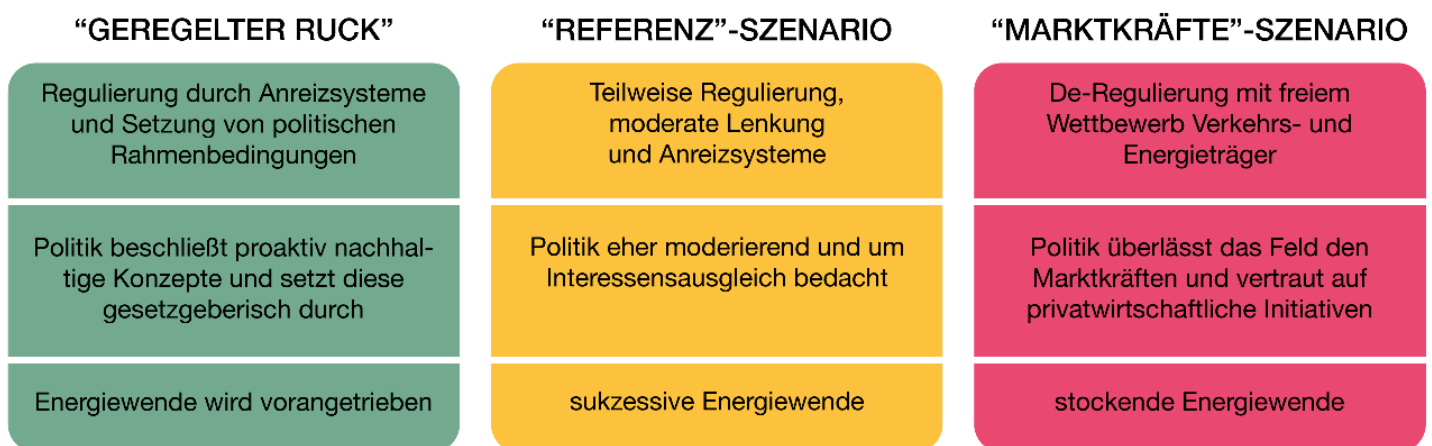 “GEREGELTER RUCK”
Regulierung durch Anreizsysteme
und Setzung von politischen
Rahmenbedingungen
Politik beschließt proaktiv nachhal-
tige Konzepte und setzt diese
gesetzgeberisch durch
Energiewende wird vorangetrieben
“REFERENZ”-SZENARIO
Teilweise Regulierung,
moderate Lenkung
und Anreizsysteme
Politik eher moderierend und um
Interessensausgleich bedacht
sukzessive Energiewende
“MARKTKRÄFTE”-SZENARIO
De-Regulierung mit freiem
Wettbewerb Verkehrs- und
Energieträger
Politik überlässt das Feld den
Marktkräften und vertraut auf
privatwirtschaftliche Initiativen
stockende Energiewende